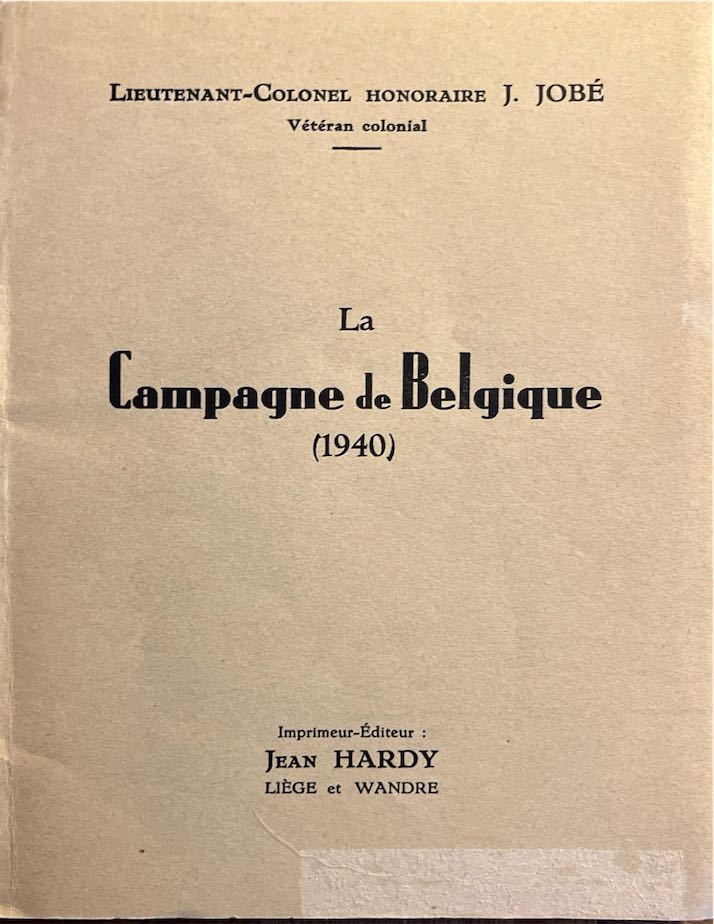 Lieutenant-Colonel honoraire J. JOBÉ
Vétéran colonial
La
Campagne de Belgique
(1940)
Imprimeur-Éditeur :
Jean HARDY
LIÈGE et WANDRE